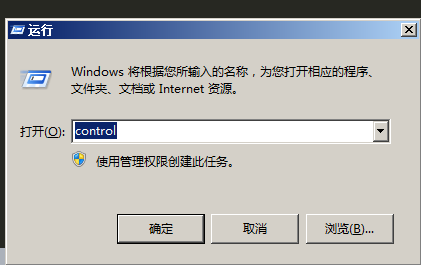 运行
Windows 将根据您所输入的名称，为您打开相应的程序、
文件夹、文档或 Internet 资源。
打开(O): control
使用管理权限创建此任务。
确定 取消 浏览(B)...